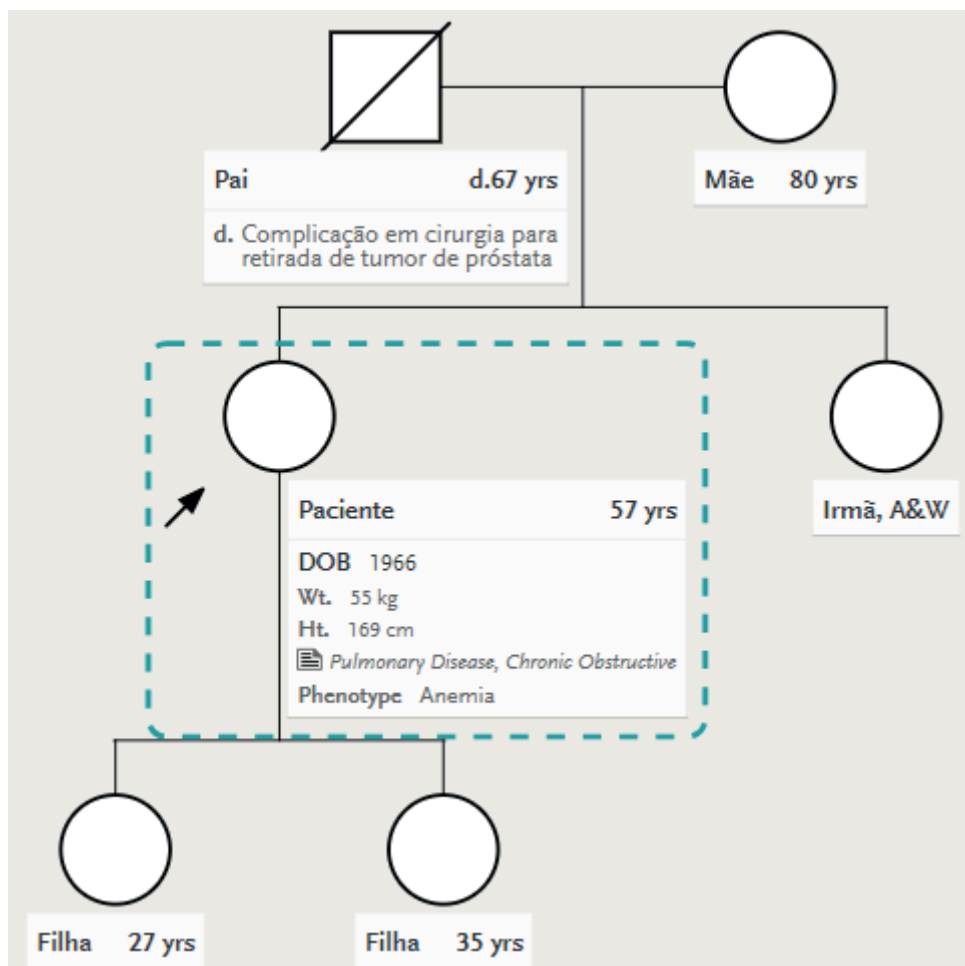 Pai d.67 yrs
d. Complicação em cirurgia para
retirada de tumor de próstata
Mãe 80 yrs
Paciente 57 yrs
DOB 1966
Wt. 55 kg
Ht. 169 cm
Pulmonary Disease, Chronic Obstructive
Phenotype Anemia
Irmã, A&W
Filha 27 yrs
Filha 35 yrs